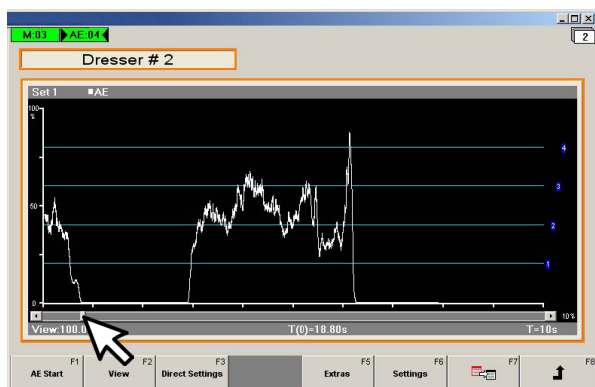 M:03 AE:04
2
Dresser # 2
Set 1 ■AE
100
%
4
3
50
2
1
0
10%
View:100.0 T(0)=18.80s T=10s
F1 F2 F3 F5 F6 F7 F8
AE Start View Direct Settings Extras Settings